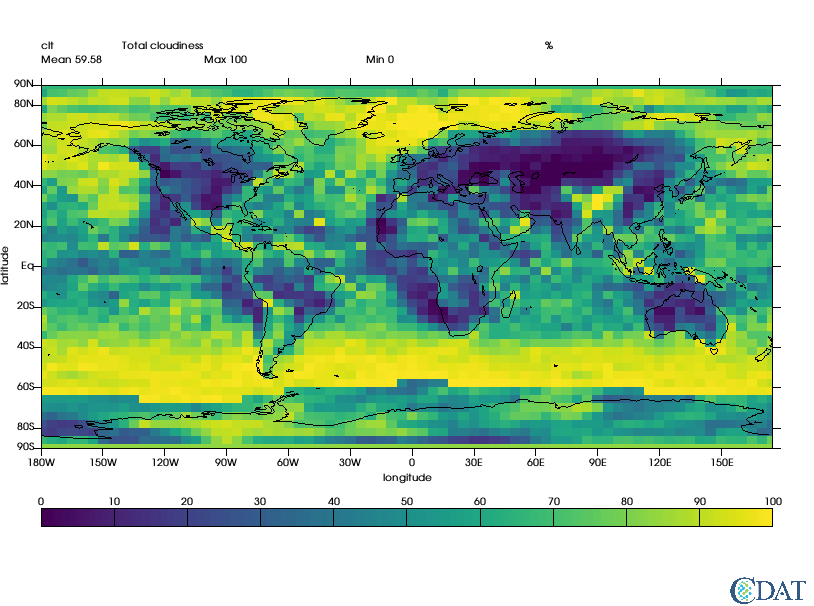 clt Total cloudiness %
Mean 59.58 Max 100 Min 0
90N
80N
60N
40N
20N
Eq
20S
40S
60S
80S
90S
latitude
180W 150W 120W 90W 60W 30W 0 30E 60E 90E 120E 150E
longitude
0 10 20 30 40 50 60 70 80 90 100
CDAT